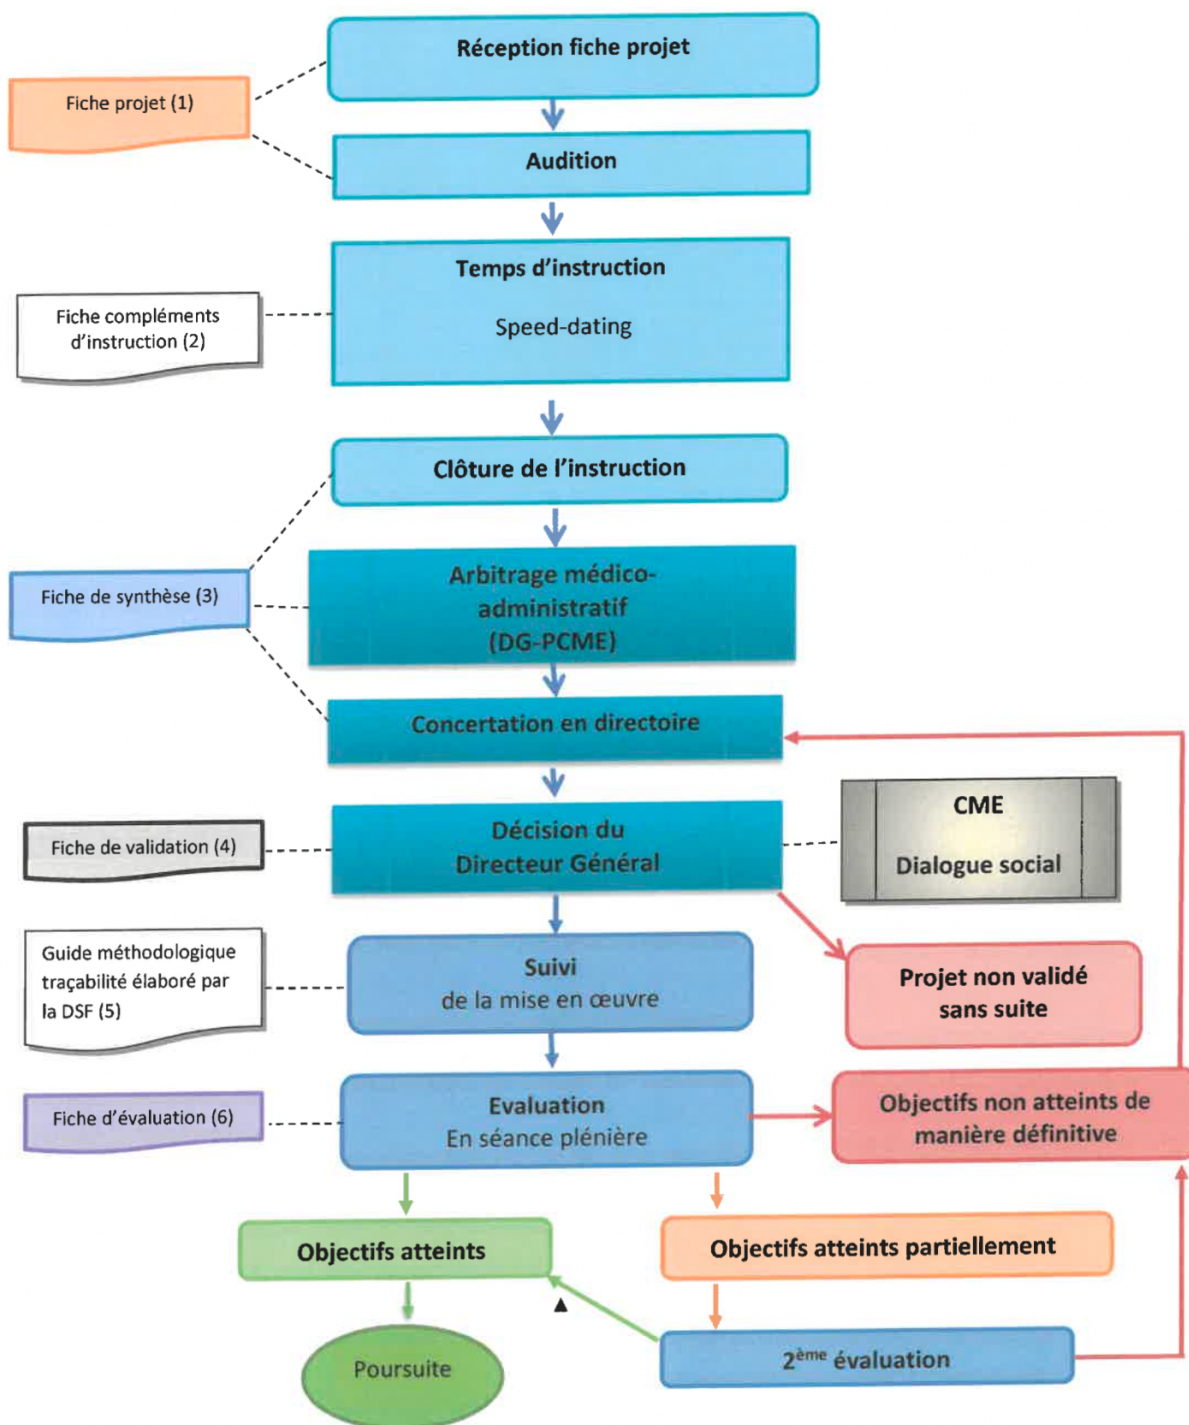 Réception fiche projet
Fiche projet (1)
Audition
Temps d’instruction
Speed-dating
Fiche compléments
d’instruction (2)
Clôture de l’instruction
Arbitrage médico-
administratif
(DG-PCME)
Fiche de synthèse (3)
Concertation en directoire
Décision du
Directeur Général
Fiche de validation (4)
CME
Dialogue social
Guide méthodologique
traçabilité élaboré par
la DSF (5)
Suivi
de la mise en œuvre
Projet non validé
sans suite
Fiche d’évaluation (6)
Evaluation
En séance plénière
Objectifs non atteints de
manière définitive
Objectifs atteints
Objectifs atteints partiellement
Poursuite
2ème évaluation